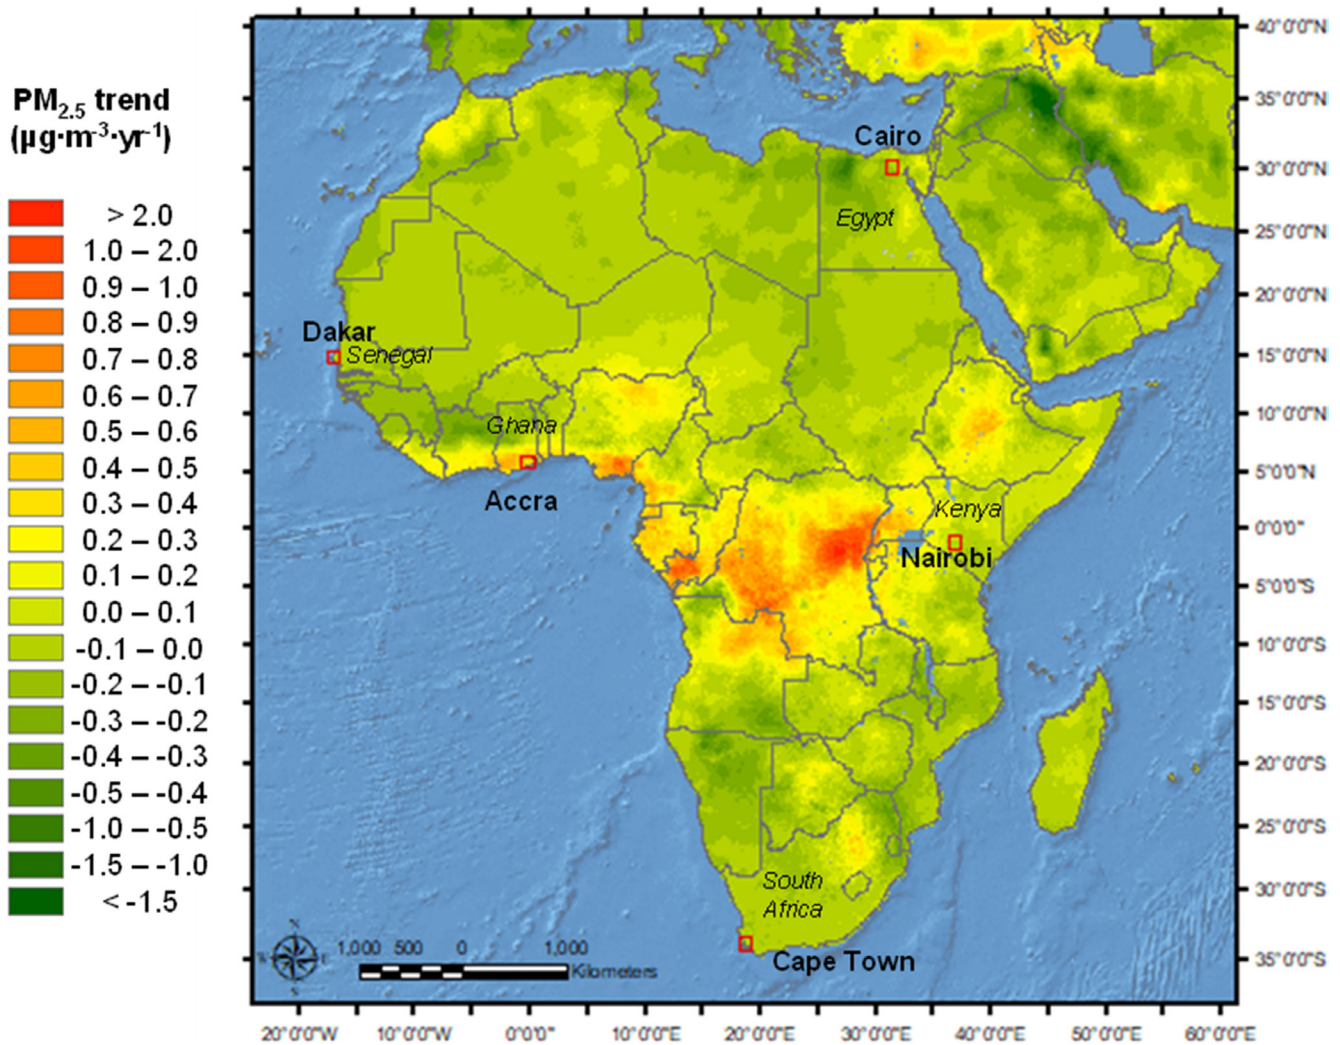 PM2.5 trend
(µg·m-3·yr-1)
> 2.0
1.0 – 2.0
0.9 – 1.0
0.8 – 0.9
0.7 – 0.8
0.6 – 0.7
0.5 – 0.6
0.4 – 0.5
0.3 – 0.4
0.2 – 0.3
0.1 – 0.2
0.0 – 0.1
-0.1 – 0.0
-0.2 – -0.1
-0.3 – -0.2
-0.4 – -0.3
-0.5 – -0.4
-1.0 – -0.5
-1.5 – -1.0
< -1.5
Cairo
Egypt
Dakar
Senegal
Ghana
Accra
Kenya
Nairobi
South
Africa
Cape Town
N
W
E
S
1,000 500 0 1,000
Kilometers
40°0'0"N
35°0'0"N
30°0'0"N
25°0'0"N
20°0'0"N
15°0'0"N
10°0'0"N
5°0'0"N
0°0'0"
5°0'0"S
10°0'0"S
15°0'0"S
20°0'0"S
25°0'0"S
30°0'0"S
35°0'0"S
20°0'0"W 10°0'0"W 0°0'0" 10°0'0"E 20°0'0"E 30°0'0"E 40°0'0"E 50°0'0"E 60°0'0"E